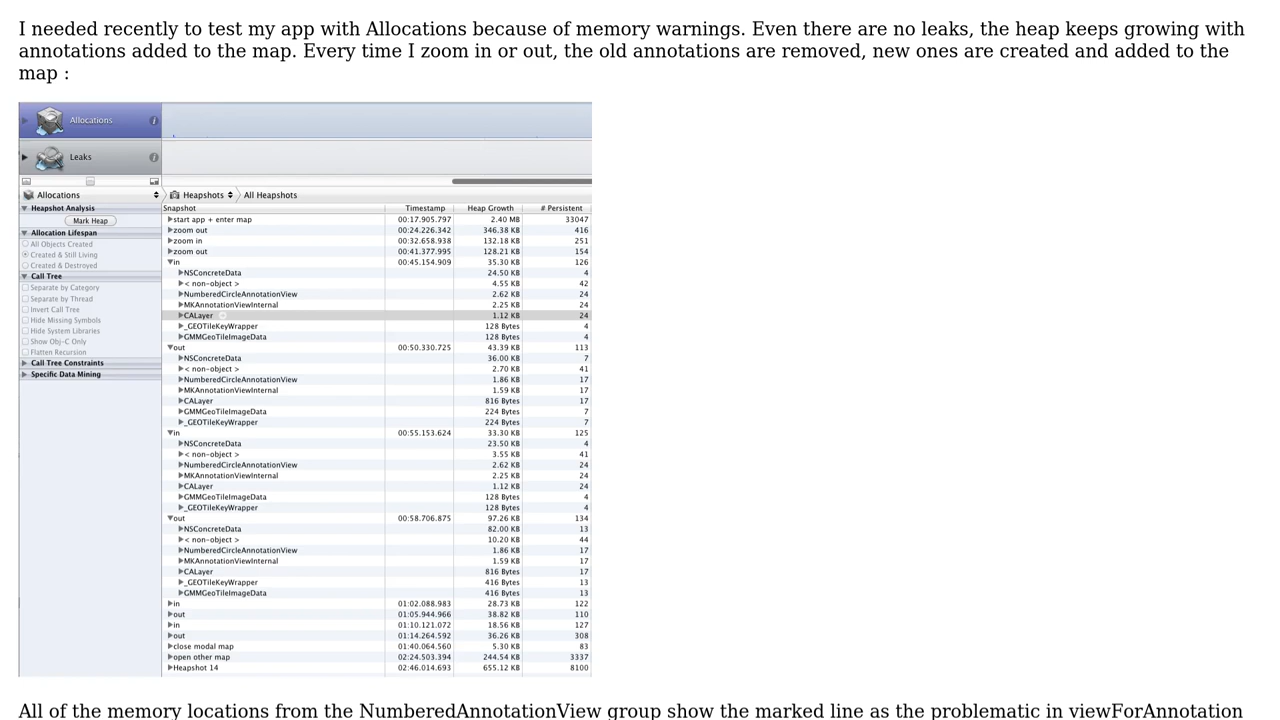 I needed recently to test my app with Allocations because of memory warnings. Even there are no leaks, the heap keeps growing with
annotations added to the map. Every time I zoom in or out, the old annotations are removed, new ones are created and added to the
map :
Allocations
Leaks
Allocations Heapshots All Heapshots
Heapshot Analysis
Mark Heap
Allocation Lifespan
All Objects Created
Created & Still Living
Created & Destroyed
Call Tree
Separate by Category
Separate by Thread
Invert Call Tree
Hide Missing Symbols
Hide System Libraries
Show Obj-C Only
Flatten Recursion
Call Tree Constraints
Specific Data Mining
Snapshot Timestamp Heap Growth # Persistent
start app + enter map 00:17.905.797 2.40 MB 33047
zoom out 00:24.226.342 346.38 KB 416
zoom in 00:32.658.938 132.18 KB 251
zoom out 00:41.377.995 128.21 KB 154
in 00:45.154.909 35.30 KB 126
NSConcreteData 24.50 KB 4
< non-object > 4.55 KB 42
NumberedCircleAnnotationView 2.62 KB 24
MKAnnotationViewInternal 2.25 KB 24
CALayer 1.12 KB 24
_GEOTileKeyWrapper 128 Bytes 4
GMMGeoTileImageData 128 Bytes 4
out 00:50.330.725 43.39 KB 113
NSConcreteData 36.00 KB 7
< non-object > 2.70 KB 41
NumberedCircleAnnotationView 1.86 KB 17
MKAnnotationViewInternal 1.59 KB 17
CALayer 816 Bytes 17
GMMGeoTileImageData 224 Bytes 7
_GEOTileKeyWrapper 224 Bytes 7
in 00:55.153.624 33.30 KB 125
NSConcreteData 23.50 KB 4
< non-object > 3.55 KB 41
NumberedCircleAnnotationView 2.62 KB 24
MKAnnotationViewInternal 2.25 KB 24
CALayer 1.12 KB 24
GMMGeoTileImageData 128 Bytes 4
_GEOTileKeyWrapper 128 Bytes 4
out 00:58.706.875 97.26 KB 134
NSConcreteData 82.00 KB 13
< non-object > 10.20 KB 44
NumberedCircleAnnotationView 1.86 KB 17
MKAnnotationViewInternal 1.59 KB 17
CALayer 816 Bytes 17
_GEOTileKeyWrapper 416 Bytes 13
GMMGeoTileImageData 416 Bytes 13
in 01:02.088.983 28.73 KB 122
out 01:05.944.966 38.82 KB 110
in 01:10.121.072 18.56 KB 127
out 01:14.264.592 36.26 KB 308
close modal map 01:40.064.560 5.30 KB 83
open other map 02:24.503.394 244.54 KB 3337
Heapshot 14 02:46.014.693 655.12 KB 8100
All of the memory locations from the NumberedAnnotationView group show the marked line as the problematic in viewForAnnotation